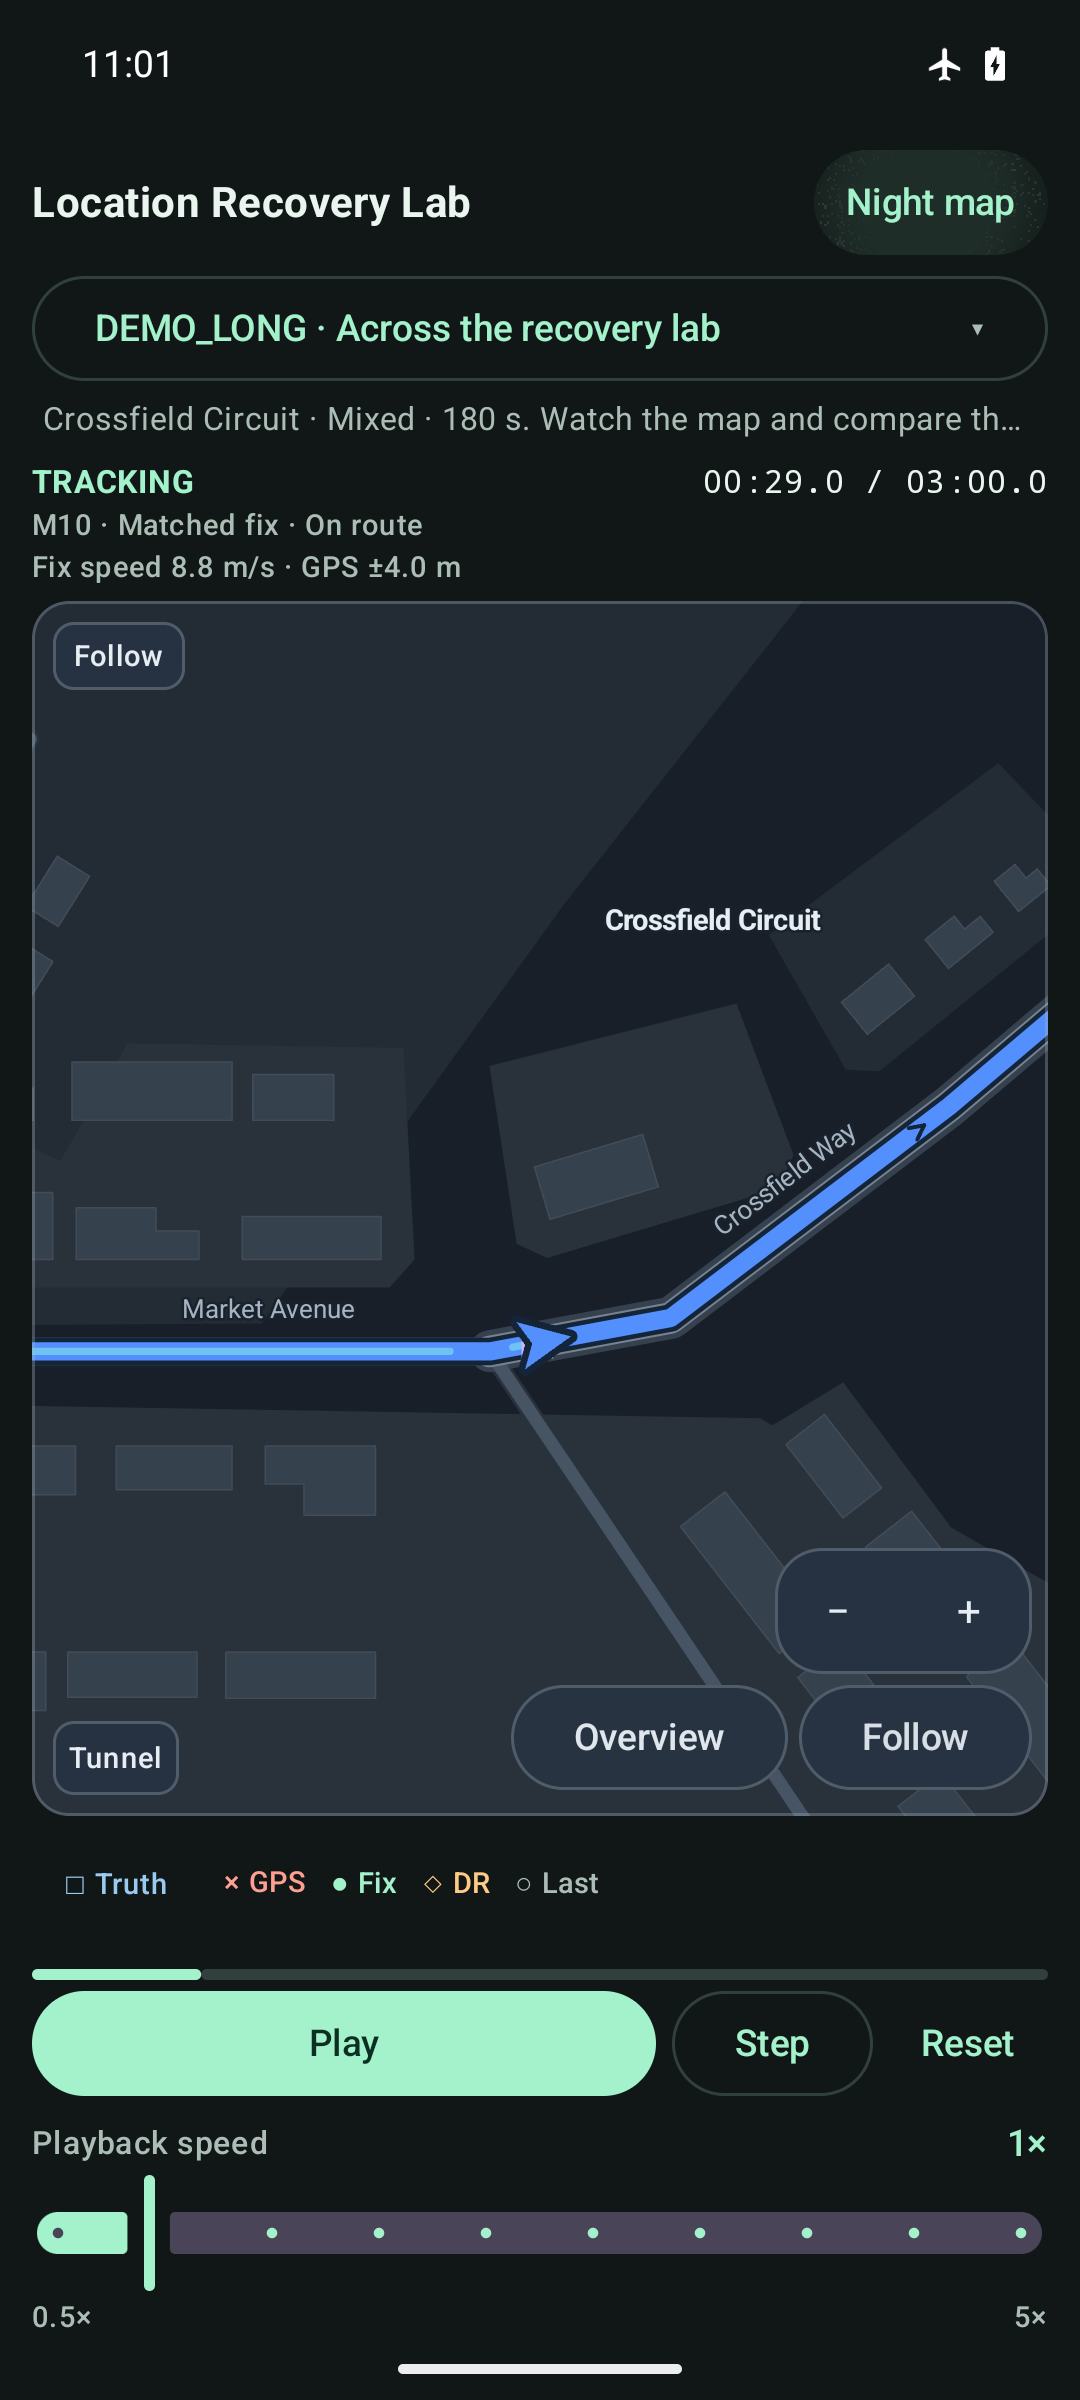 11:01
Location Recovery Lab
Night map
DEMO_LONG · Across the recovery lab ▾
Crossfield Circuit · Mixed · 180 s. Watch the map and compare th…
TRACKING
00:29.0 / 03:00.0
M10 · Matched fix · On route
Fix speed 8.8 m/s · GPS ±4.0 m
Follow
Crossfield Circuit
Crossfield Way
Market Avenue
− +
Overview
Follow
Tunnel
□ Truth × GPS ● Fix ◇ DR ○ Last
Play
Step
Reset
Playback speed
1×
0.5×
5×